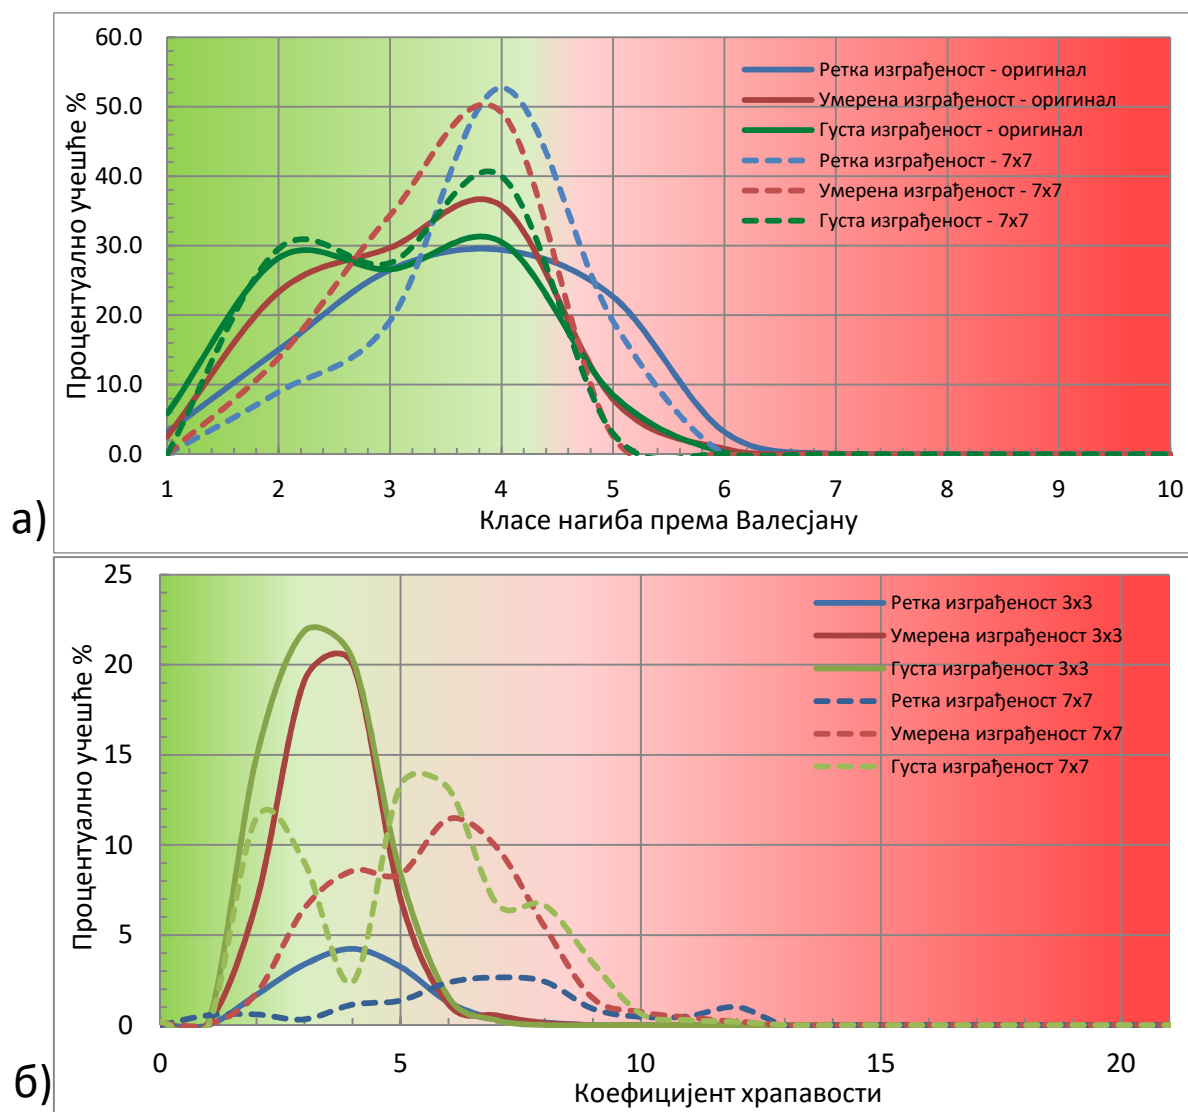 60.0
50.0
40.0
30.0
20.0
10.0
0.0
Процентуално учешће %
Ретка изграђеност - оригинал
Умерена изграђеност - оригинал
Густа изграђеност - оригинал
Ретка изграђеност - 7x7
Умерена изграђеност - 7x7
Густа изграђеност - 7x7
1 2 3 4 5 6 7 8 9 10
Класе нагиба према Валесјану
а)
25
20
15
10
5
0
Процентуално учешће %
Ретка изграђеност 3x3
Умерена изграђеност 3x3
Густа изграђеност 3x3
Ретка изграђеност 7x7
Умерена изграђеност 7x7
Густа изграђеност 7x7
0 5 10 15 20
Коефицијент храпавости
б)